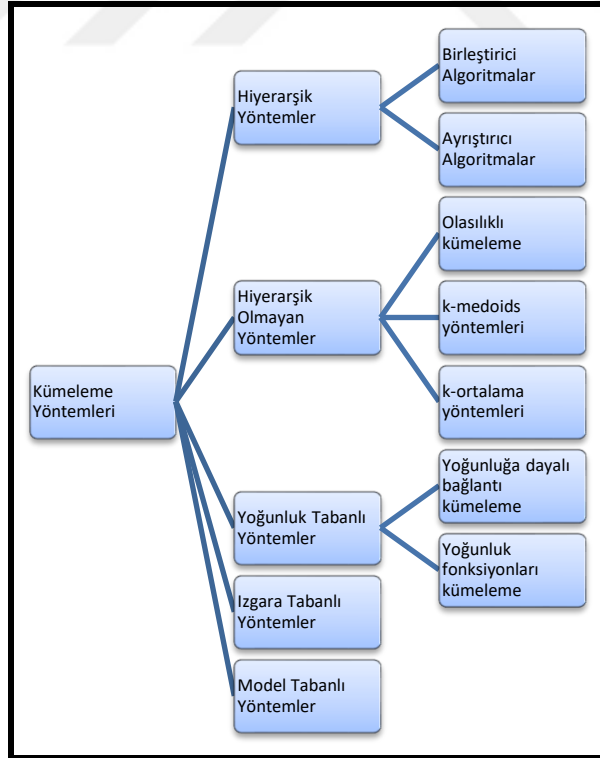 Kümeleme
Yöntemleri
Hiyerarşik
Yöntemler
Birleştirici
Algoritmalar
Ayrıştırıcı
Algoritmalar
Hiyerarşik
Olmayan
Yöntemler
Olasılıklı
kümeleme
k-medoids
yöntemleri
k-ortalama
yöntemleri
Yoğunluk Tabanlı
Yöntemler
Yoğunluğa dayalı
bağlantı
kümeleme
Yoğunluk
fonksiyonları
kümeleme
Izgara Tabanlı
Yöntemler
Model Tabanlı
Yöntemler